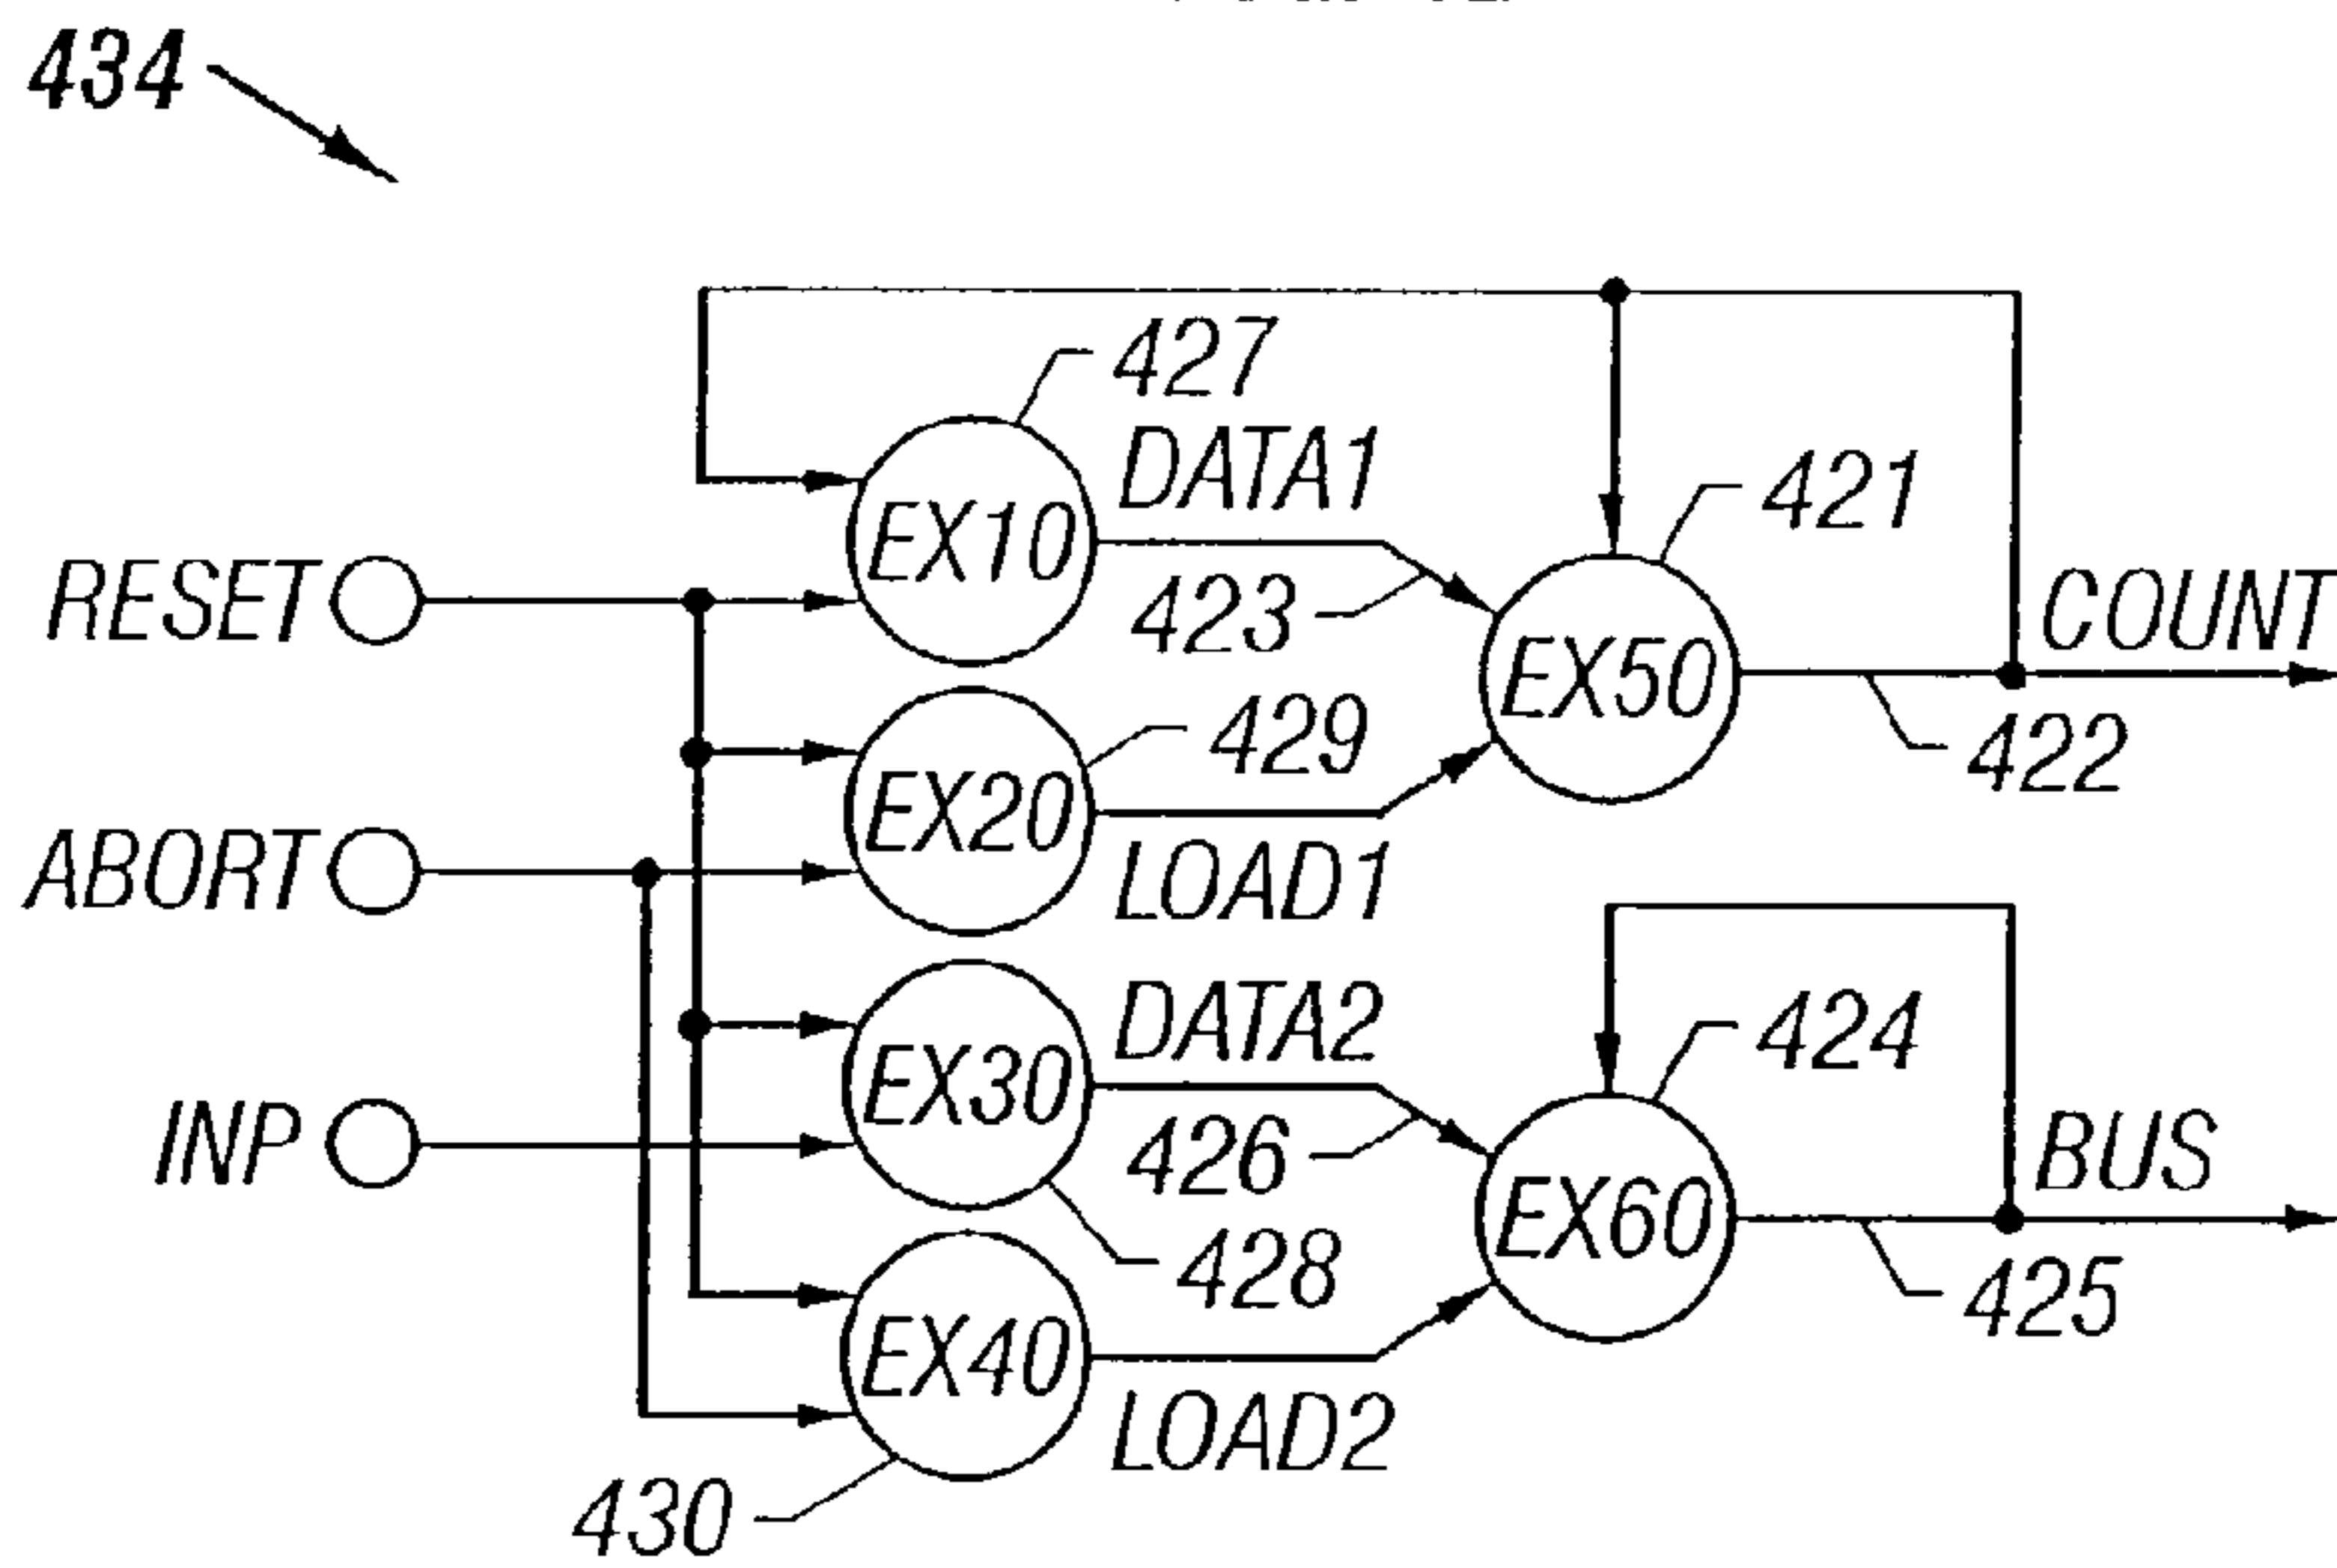 434
427
DATA1
421
EX10
RESET
423
COUNT
EX50
429
422
EX20
ABORT
LOAD1
DATA2
424
EX30
INP
426
BUS
EX60
428
425
EX40
LOAD2
430